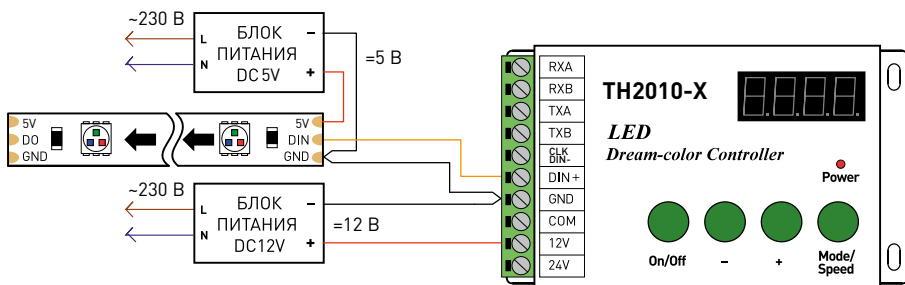 ~230 В
L
N
БЛОК
ПИТАНИЯ
DC 5V
–
+
=5 В
5V
DO
GND
5V
DIN
GND
~230 В
L
N
БЛОК
ПИТАНИЯ
DC12V
–
+
=12 В
RXA
RXB
TXA
TXB
CLK
DIN-
DIN+
GND
COM
12V
24V
TH2010-X
LED
Dream-color Controller
Power
On/Off
–
+
Mode/
Speed